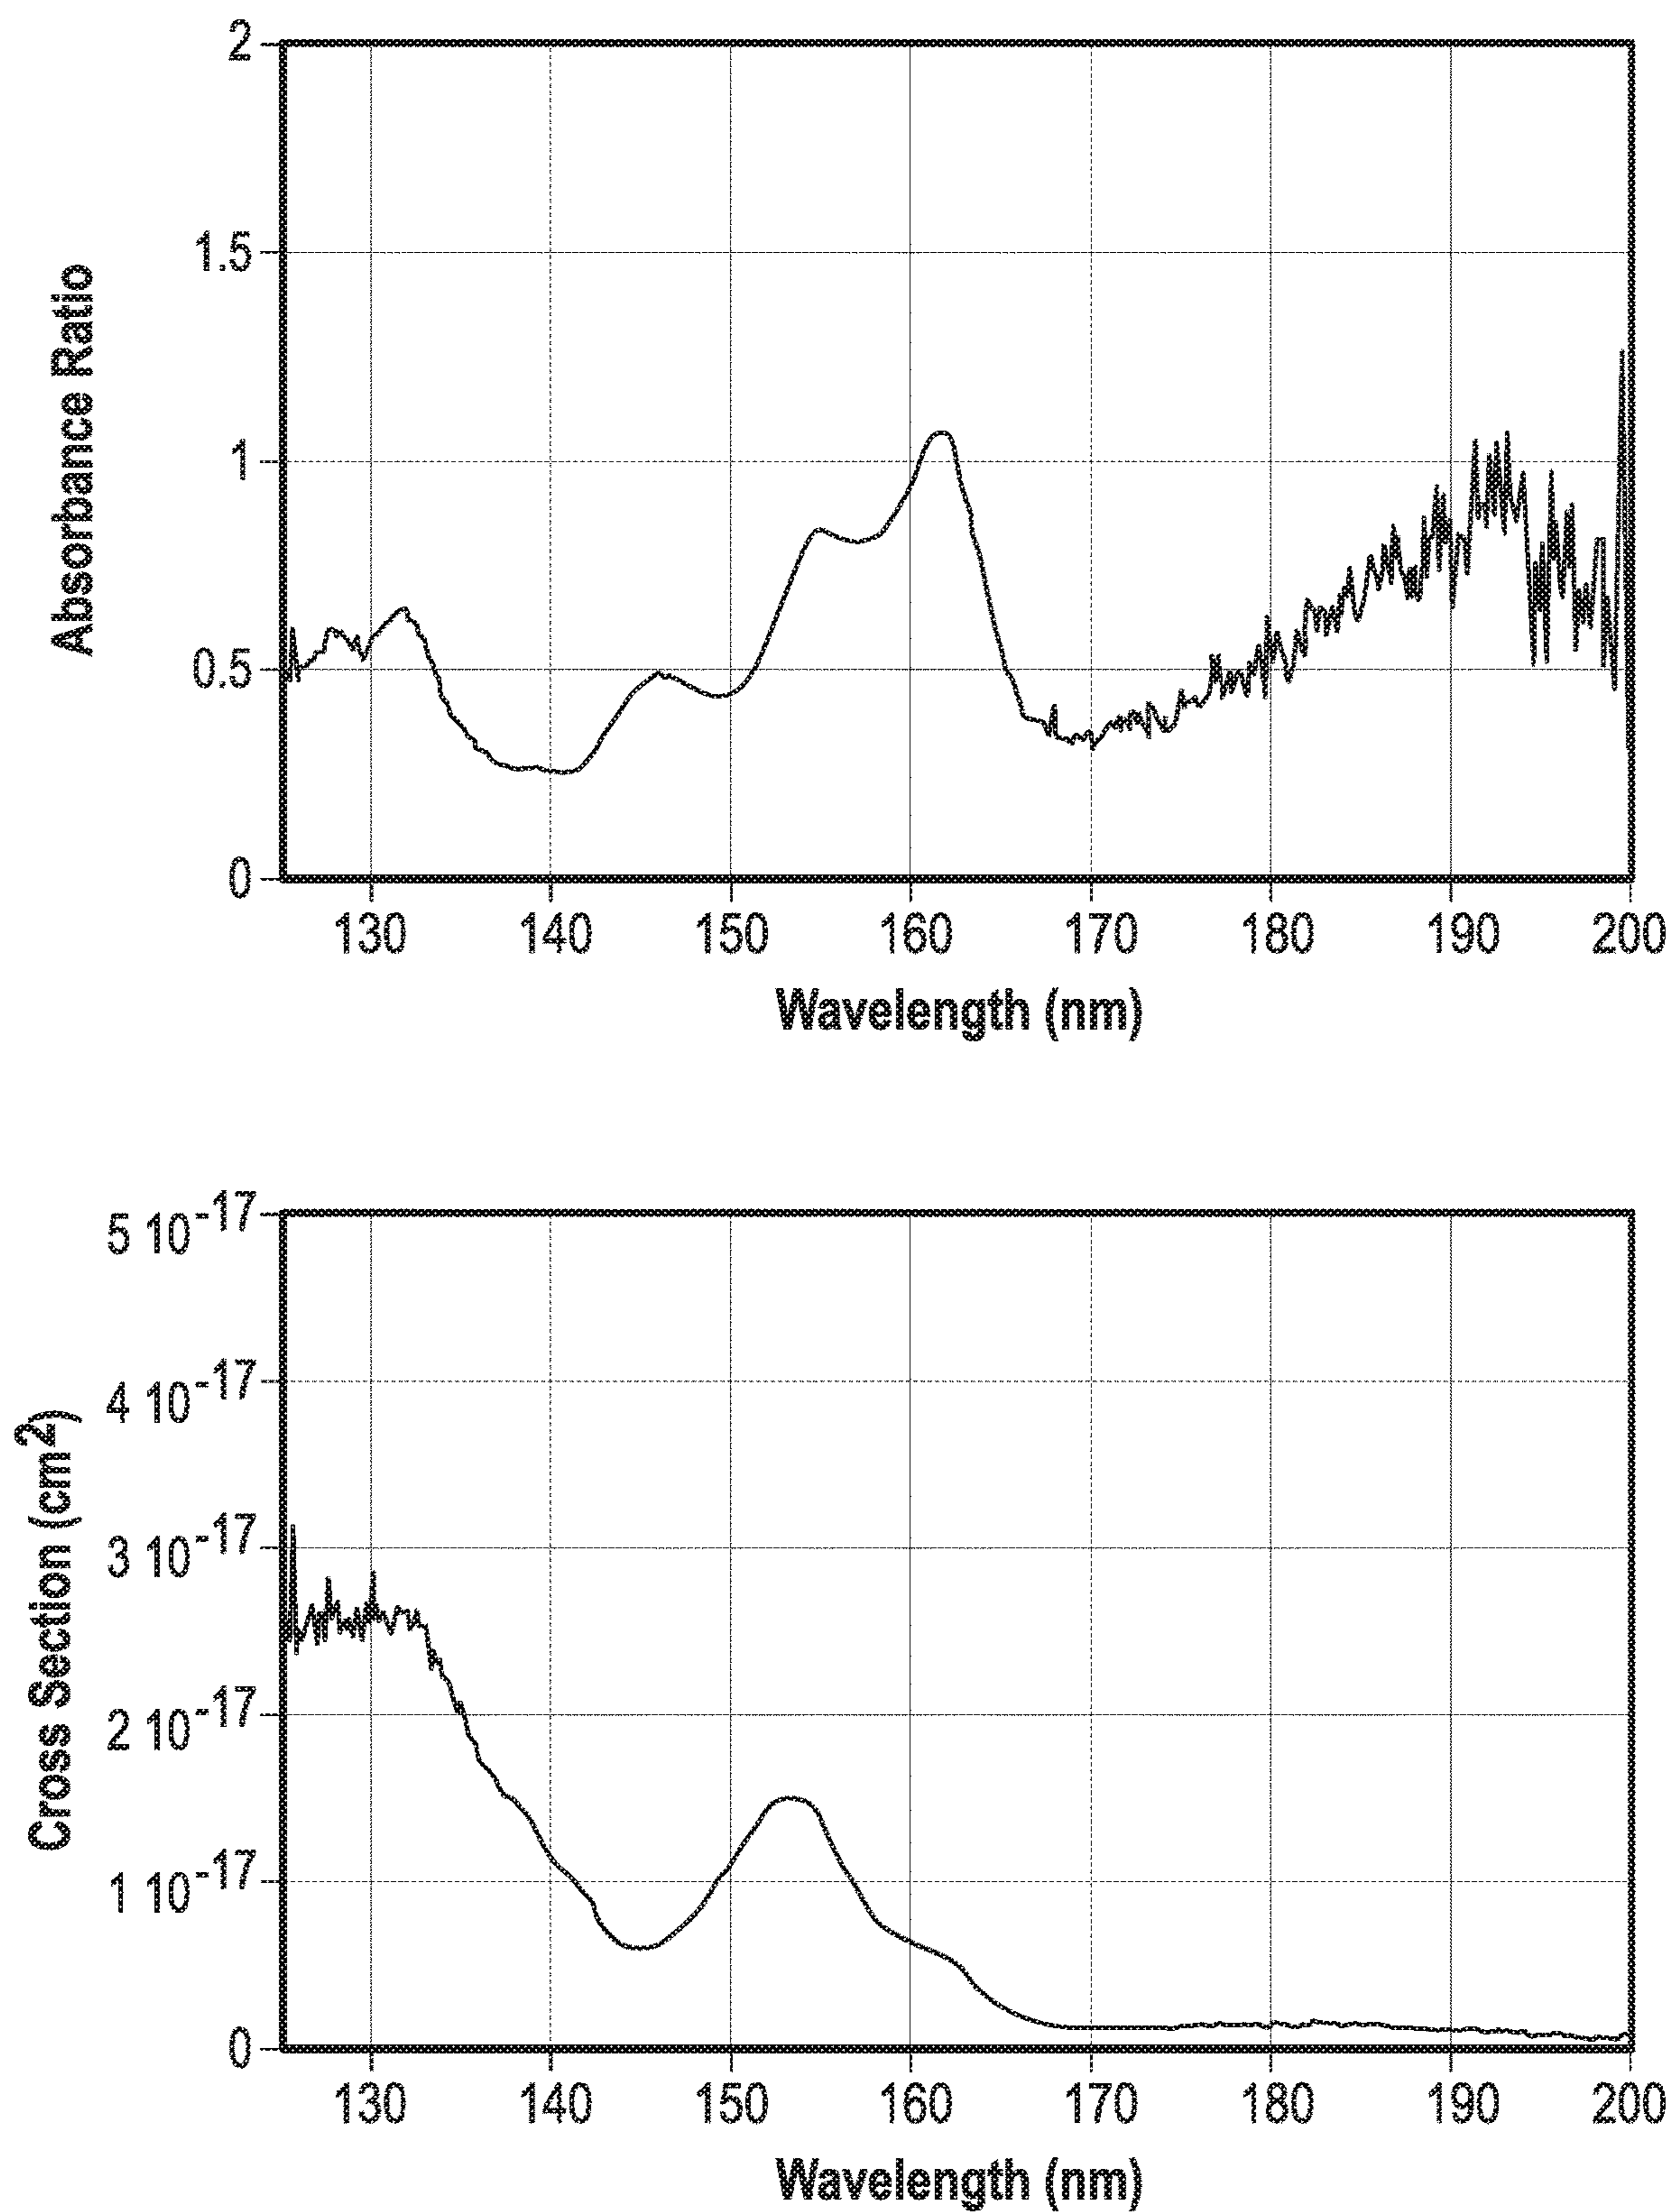 2
1.5
1
0.5
0
Absorbance Ratio
130 140 150 160 170 180 190 200
Wavelength (nm)
5 10-17
4 10-17
3 10-17
2 10-17
1 10-17
0
Cross Section (cm2)
130 140 150 160 170 180 190 200
Wavelength (nm)